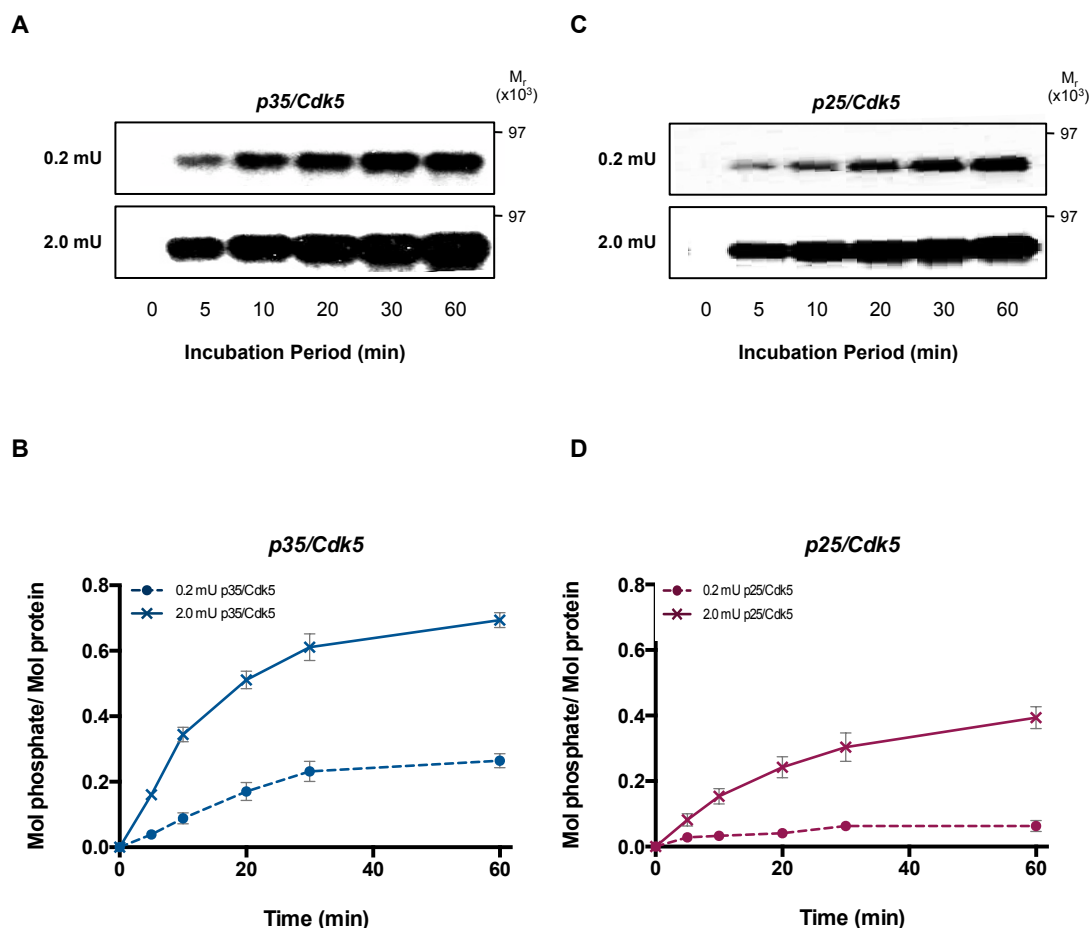 A
p35/Cdk5
Mr
(x10³)
0.2 mU
97
2.0 mU
97
0 5 10 20 30 60
Incubation Period (min)
C
p25/Cdk5
Mr
(x10³)
0.2 mU
97
2.0 mU
97
0 5 10 20 30 60
Incubation Period (min)
B
p35/Cdk5
Mol phosphate/ Mol protein
0.8
0.6
0.4
0.2
0.0
0.2 mU p35/Cdk5
2.0 mU p35/Cdk5
0 20 40 60
Time (min)
D
p25/Cdk5
Mol phosphate/ Mol protein
0.8
0.6
0.4
0.2
0.0
0.2 mU p25/Cdk5
2.0 mU p25/Cdk5
0 20 40 60
Time (min)